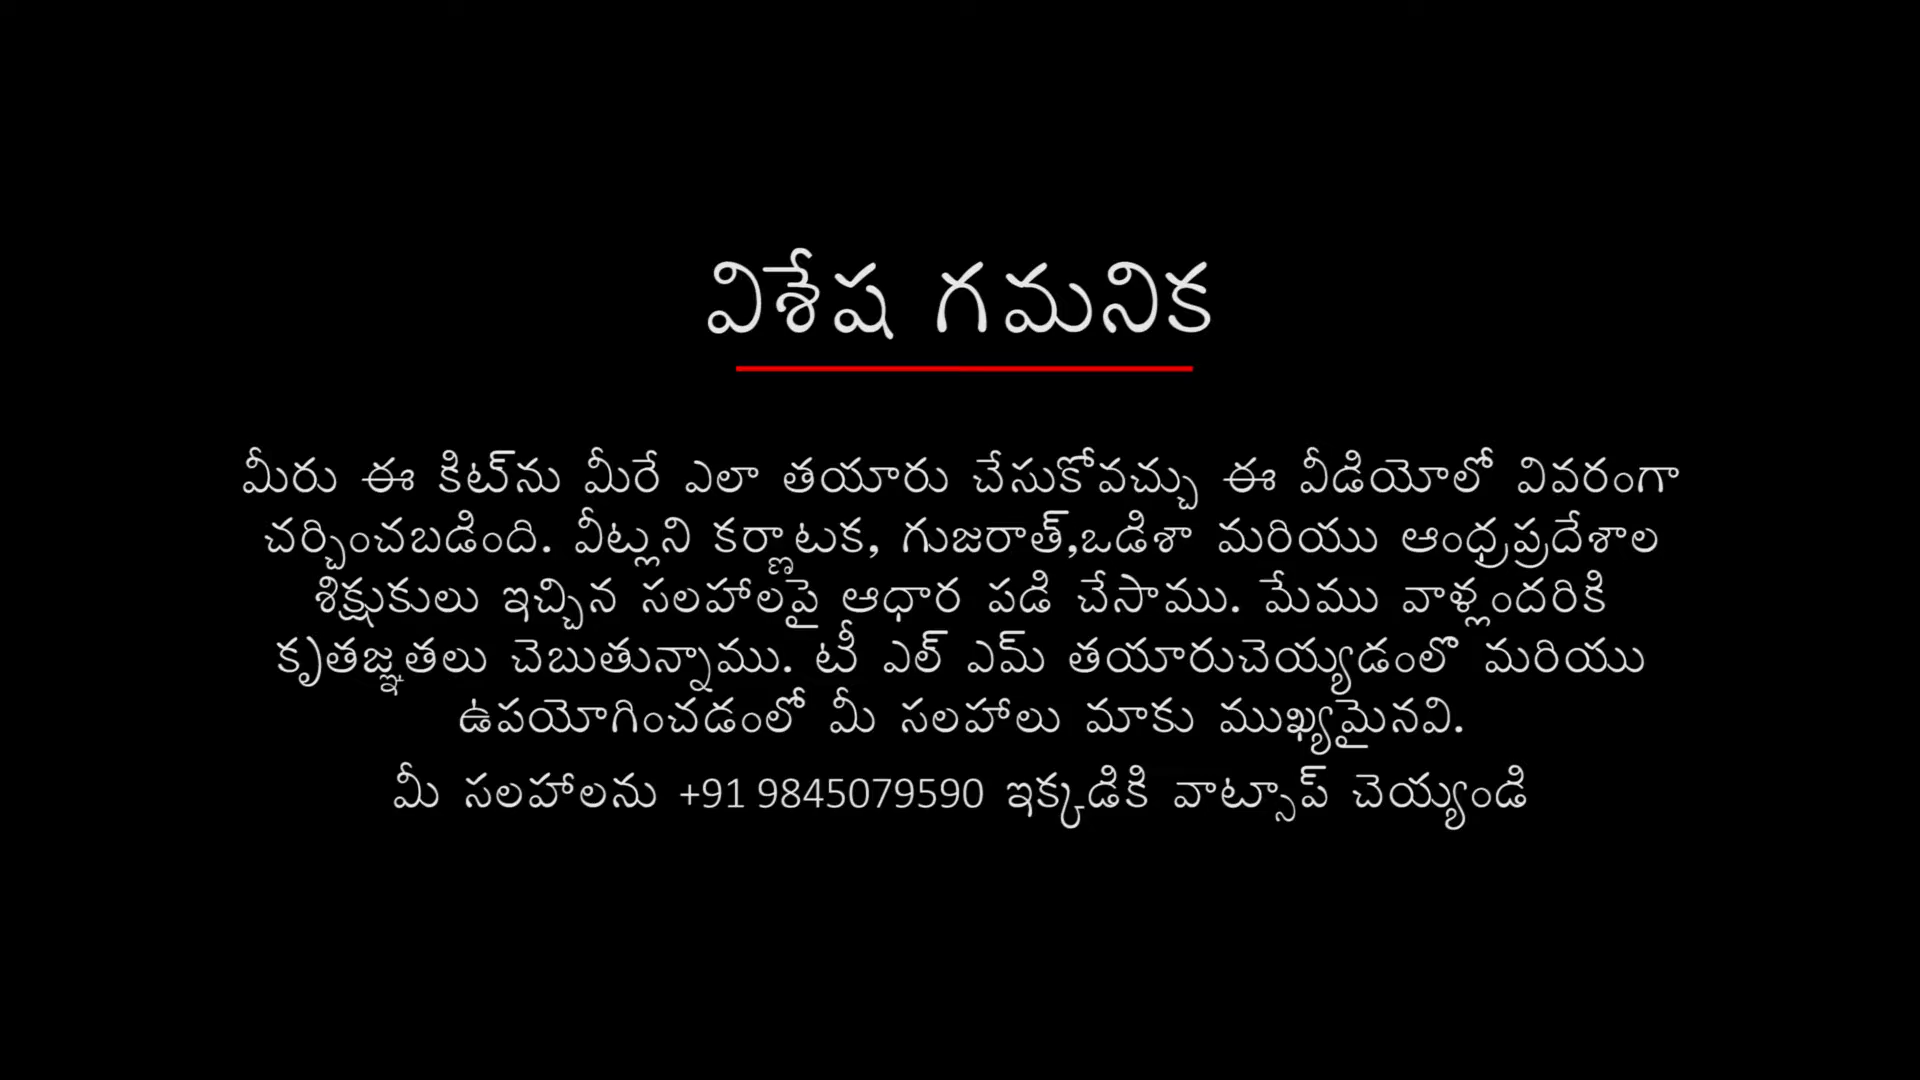 విశేష గమనిక
మీరు ఈ కిట్‌ను మీరే ఎలా తయారు చేసుకోవచ్చు ఈ వీడియోలో వివరంగా
చర్చించబడింది. వీట్లని కర్ణాటక, గుజరాత్,ఒడిశా మరియు ఆంధ్రప్రదేశాల
శిక్షుకులు ఇచ్చిన సలహాలపై ఆధార పడి చేసాము. మేము వాళ్లందరికి
కృతజ్ఞతలు చెబుతున్నాము. టీ ఎల్ ఎమ్ తయారుచెయ్యడంలొ మరియు
ఉపయోగించడంలో మీ సలహాలు మాకు ముఖ్యమైనవి.
మీ సలహాలను +91 9845079590 ఇక్కడికి వాట్సాప్ చెయ్యండి